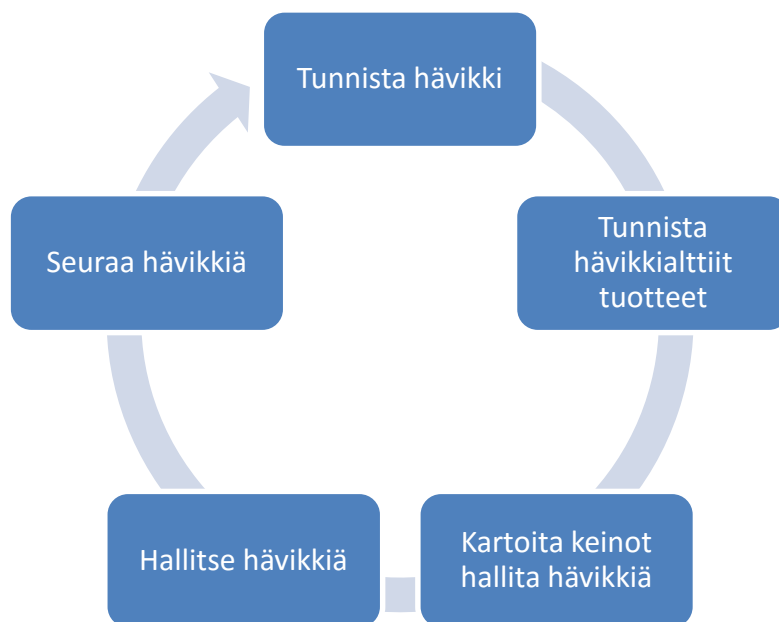 Tunnista hävikki
Tunnista
hävikkialttiit
tuotteet
Kartoita keinot
hallita hävikkiä
Hallitse hävikkiä
Seuraa hävikkiä